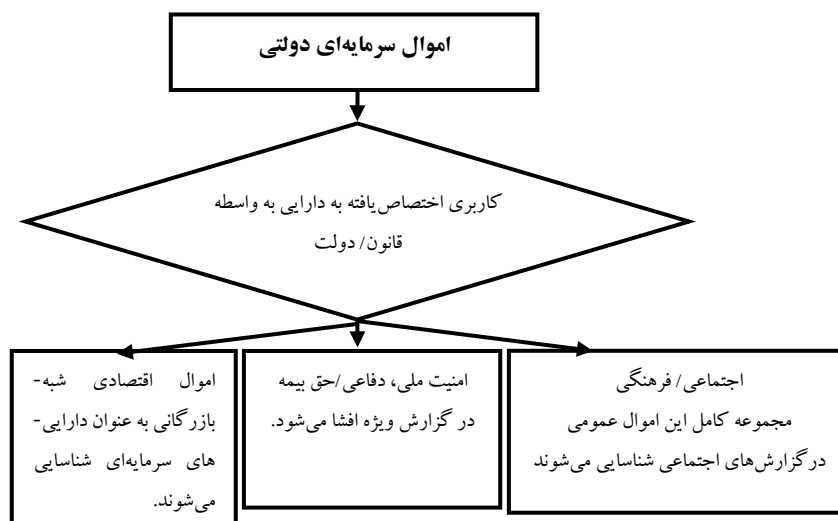 اموال سرمایه‌ای دولتی
کاربری اختصاص‌یافته به دارایی به واسطه
قانون/ دولت
اجتماعی/ فرهنگی
مجموعه کامل این اموال عمومی
در گزارش‌های اجتماعی شناسایی می‌شوند
امنیت ملی، دفاعی/حق بیمه
در گزارش ویژه افشا می‌شود.
اموال اقتصادی شبه-
بازرگانی به عنوان دارایی-
های سرمایه‌ای شناسایی
می‌شوند.